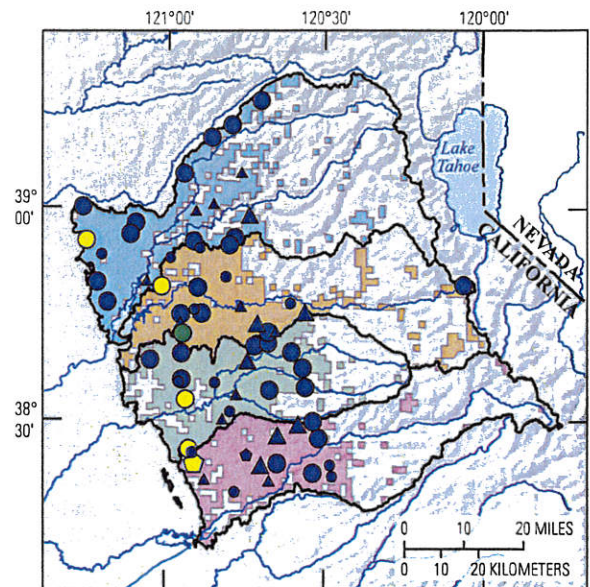 121°00' 120°30' 120°00'
Lake
Tahoe
39°
00'
NEVADA
CALIFORNIA
38°
30'
0 10 20 MILES
0 10 20 KILOMETERS